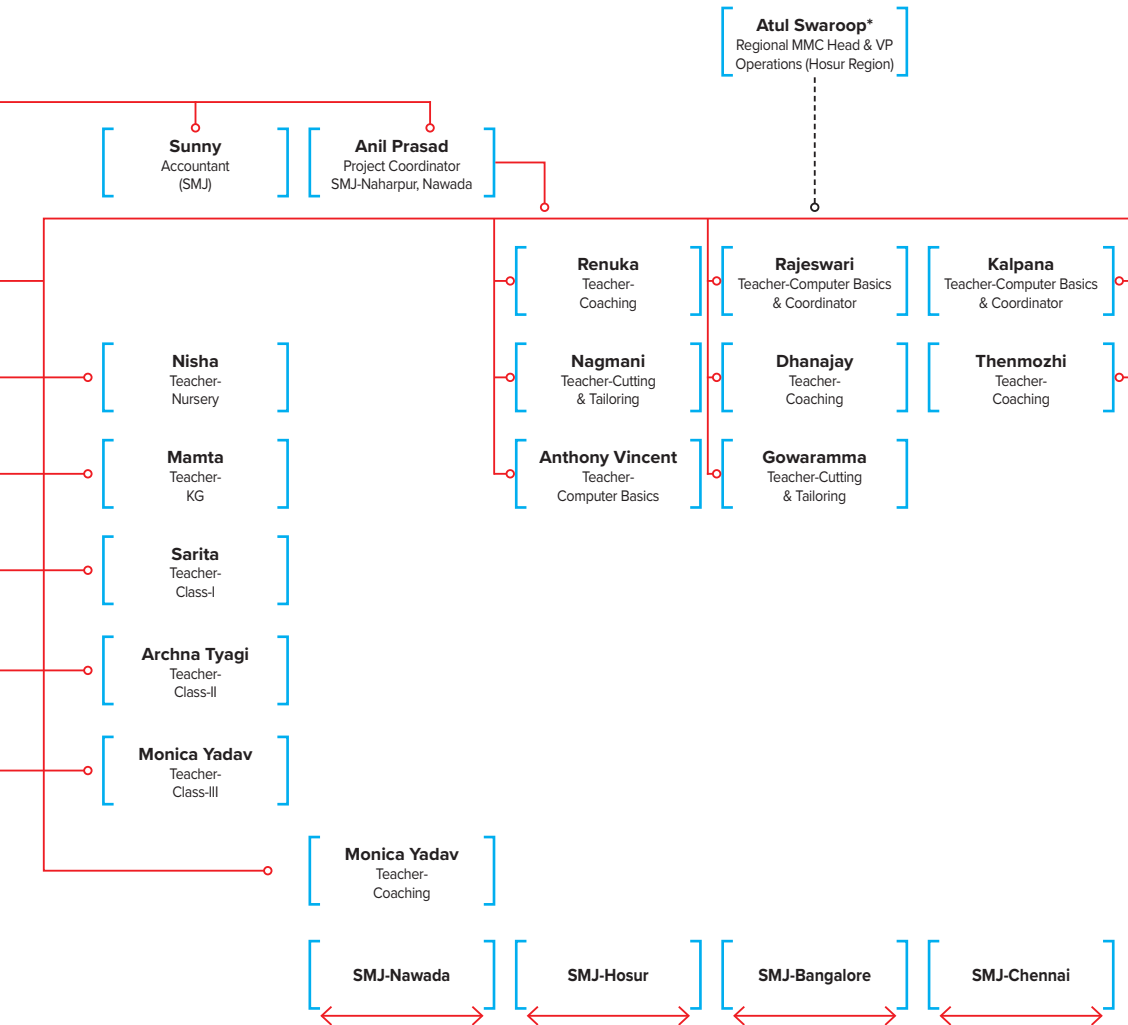 Atul Swaroop*
Regional MMC Head & VP
Operations (Hosur Region)
Sunny
Accountant
(SMJ)
Anil Prasad
Project Coordinator
SMJ-Naharpur, Nawada
Renuka
Teacher-
Coaching
Rajeswari
Teacher-Computer Basics
& Coordinator
Kalpana
Teacher-Computer Basics
& Coordinator
Nisha
Teacher-
Nursery
Nagmani
Teacher-Cutting
& Tailoring
Dhanajay
Teacher-
Coaching
Thenmozhi
Teacher-
Coaching
Mamta
Teacher-
KG
Anthony Vincent
Teacher-
Computer Basics
Gowaramma
Teacher-Cutting
& Tailoring
Sarita
Teacher-
Class-I
Archna Tyagi
Teacher-
Class-II
Monica Yadav
Teacher-
Class-III
Monica Yadav
Teacher-
Coaching
SMJ-Nawada
SMJ-Hosur
SMJ-Bangalore
SMJ-Chennai